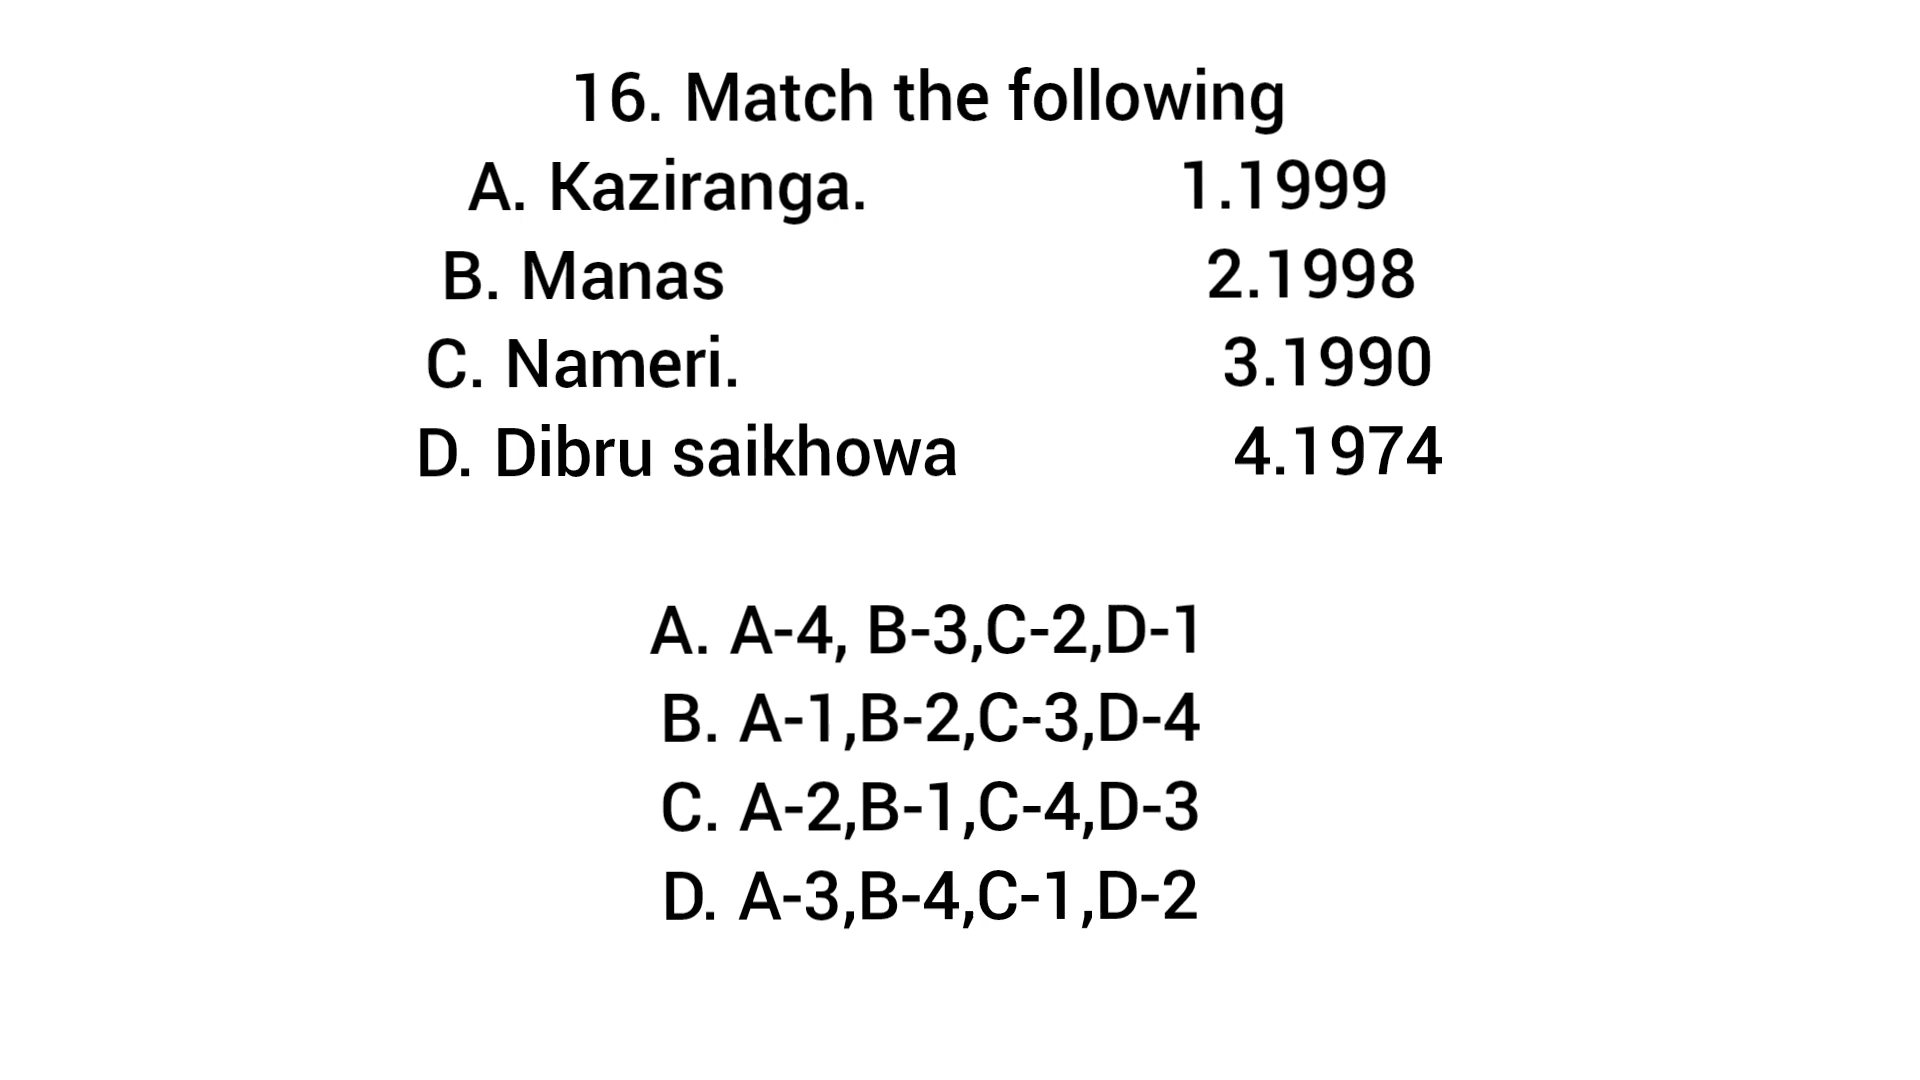 16. Match the following
A. Kaziranga. 1.1999
B. Manas 2.1998
C. Nameri. 3.1990
D. Dibru saikhowa 4.1974
A. A-4, B-3,C-2,D-1
B. A-1,B-2,C-3,D-4
C. A-2,B-1,C-4,D-3
D. A-3,B-4,C-1,D-2